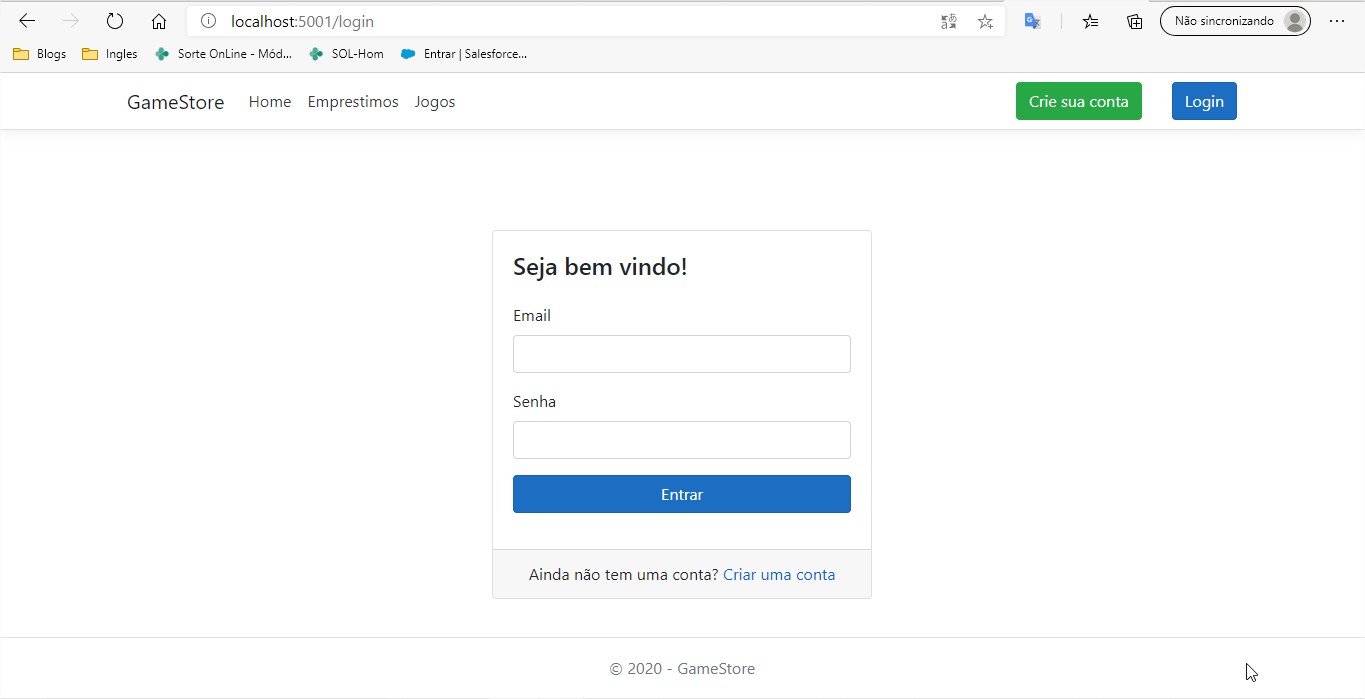 localhost:5001/login
Não sincronizando
Blogs Ingles Sorte OnLine - Mód... SOL-Hom Entrar | Salesforce...
GameStore Home Emprestimos Jogos Crie sua conta Login
Seja bem vindo!
Email
Senha
Entrar
Ainda não tem uma conta? Criar uma conta
© 2020 - GameStore